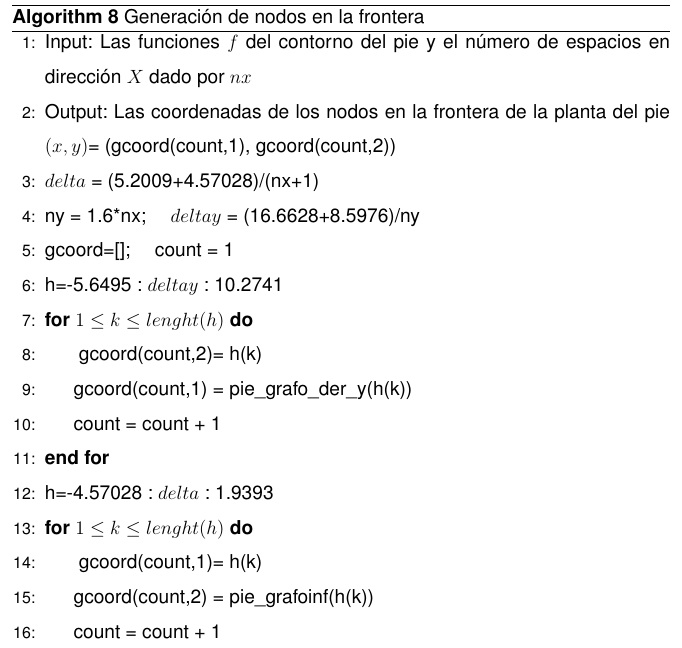 Algorithm 8 Generación de nodos en la frontera
1: Input: Las funciones f del contorno del pie y el número de espacios en
dirección X dado por nx
2: Output: Las coordenadas de los nodos en la frontera de la planta del pie
(x, y)= (gcoord(count,1), gcoord(count,2))
3: delta = (5.2009+4.57028)/(nx+1)
4: ny = 1.6*nx; deltay = (16.6628+8.5976)/ny
5: gcoord=[]; count = 1
6: h=-5.6495 : deltay : 10.2741
7: for 1 ≤ k ≤ lenght(h) do
8: gcoord(count,2)= h(k)
9: gcoord(count,1) = pie_grafo_der_y(h(k))
10: count = count + 1
11: end for
12: h=-4.57028 : delta : 1.9393
13: for 1 ≤ k ≤ lenght(h) do
14: gcoord(count,1)= h(k)
15: gcoord(count,2) = pie_grafoinf(h(k))
16: count = count + 1